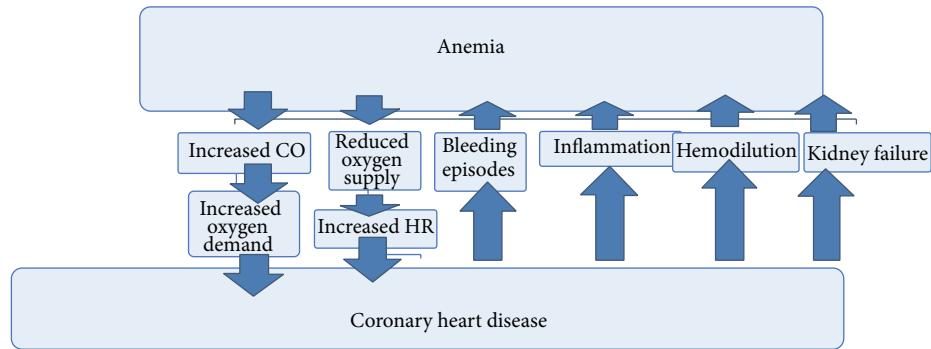 Anemia
Increased CO
Reduced
oxygen
supply
Bleeding
episodes
Inflammation
Hemodilution
Kidney failure
Increased
oxygen
demand
Increased HR
Coronary heart disease